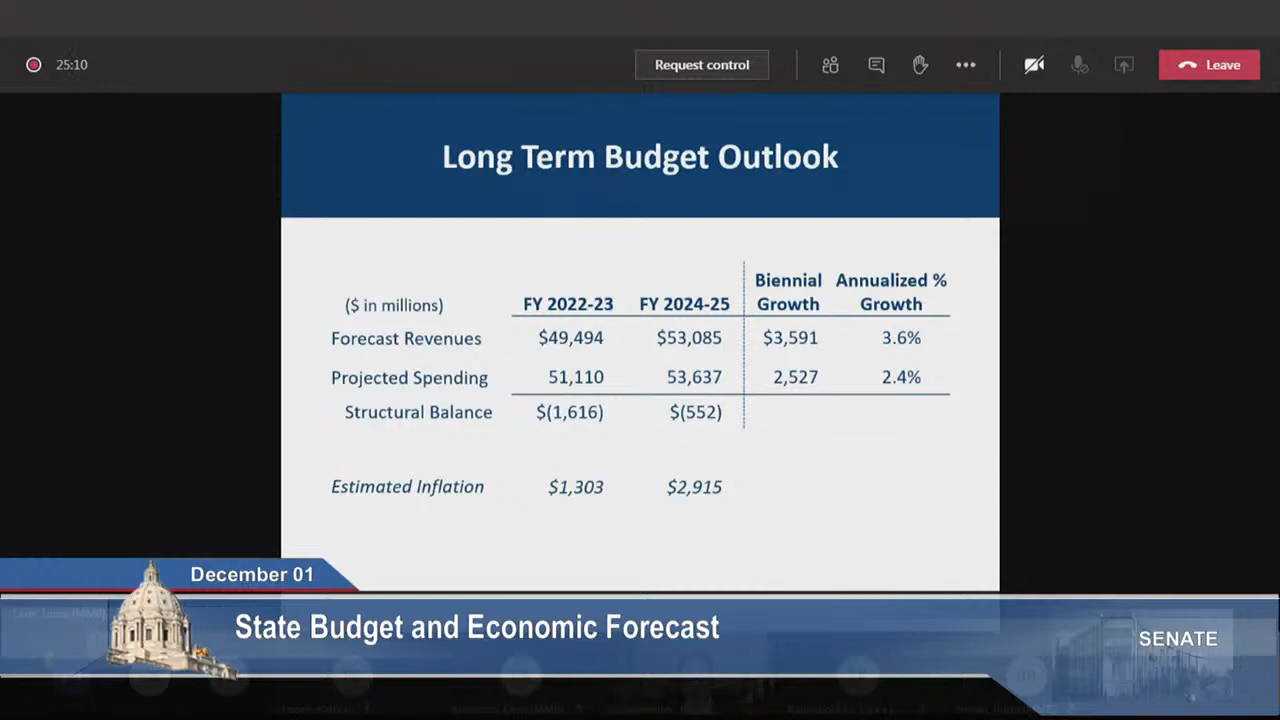 25:10
Request control
Leave
Long Term Budget Outlook
($ in millions) FY 2022-23 FY 2024-25 Biennial Growth Annualized % Growth
Forecast Revenues $49,494 $53,085 $3,591 3.6%
Projected Spending 51,110 53,637 2,527 2.4%
Structural Balance $(1,616) $(552)
Estimated Inflation $1,303 $2,915
December 01
State Budget and Economic Forecast
SENATE